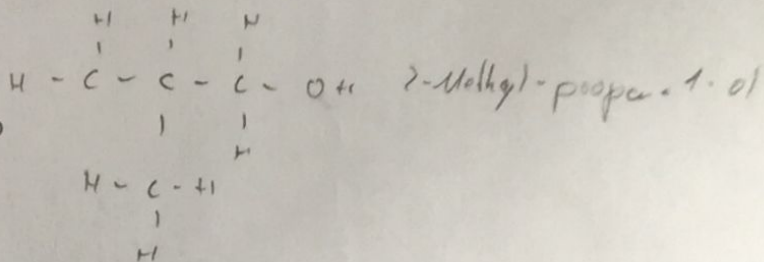 H H H
H - C - C - C - OH 2-Methyl-propan-1-ol
H
H - C - H
H